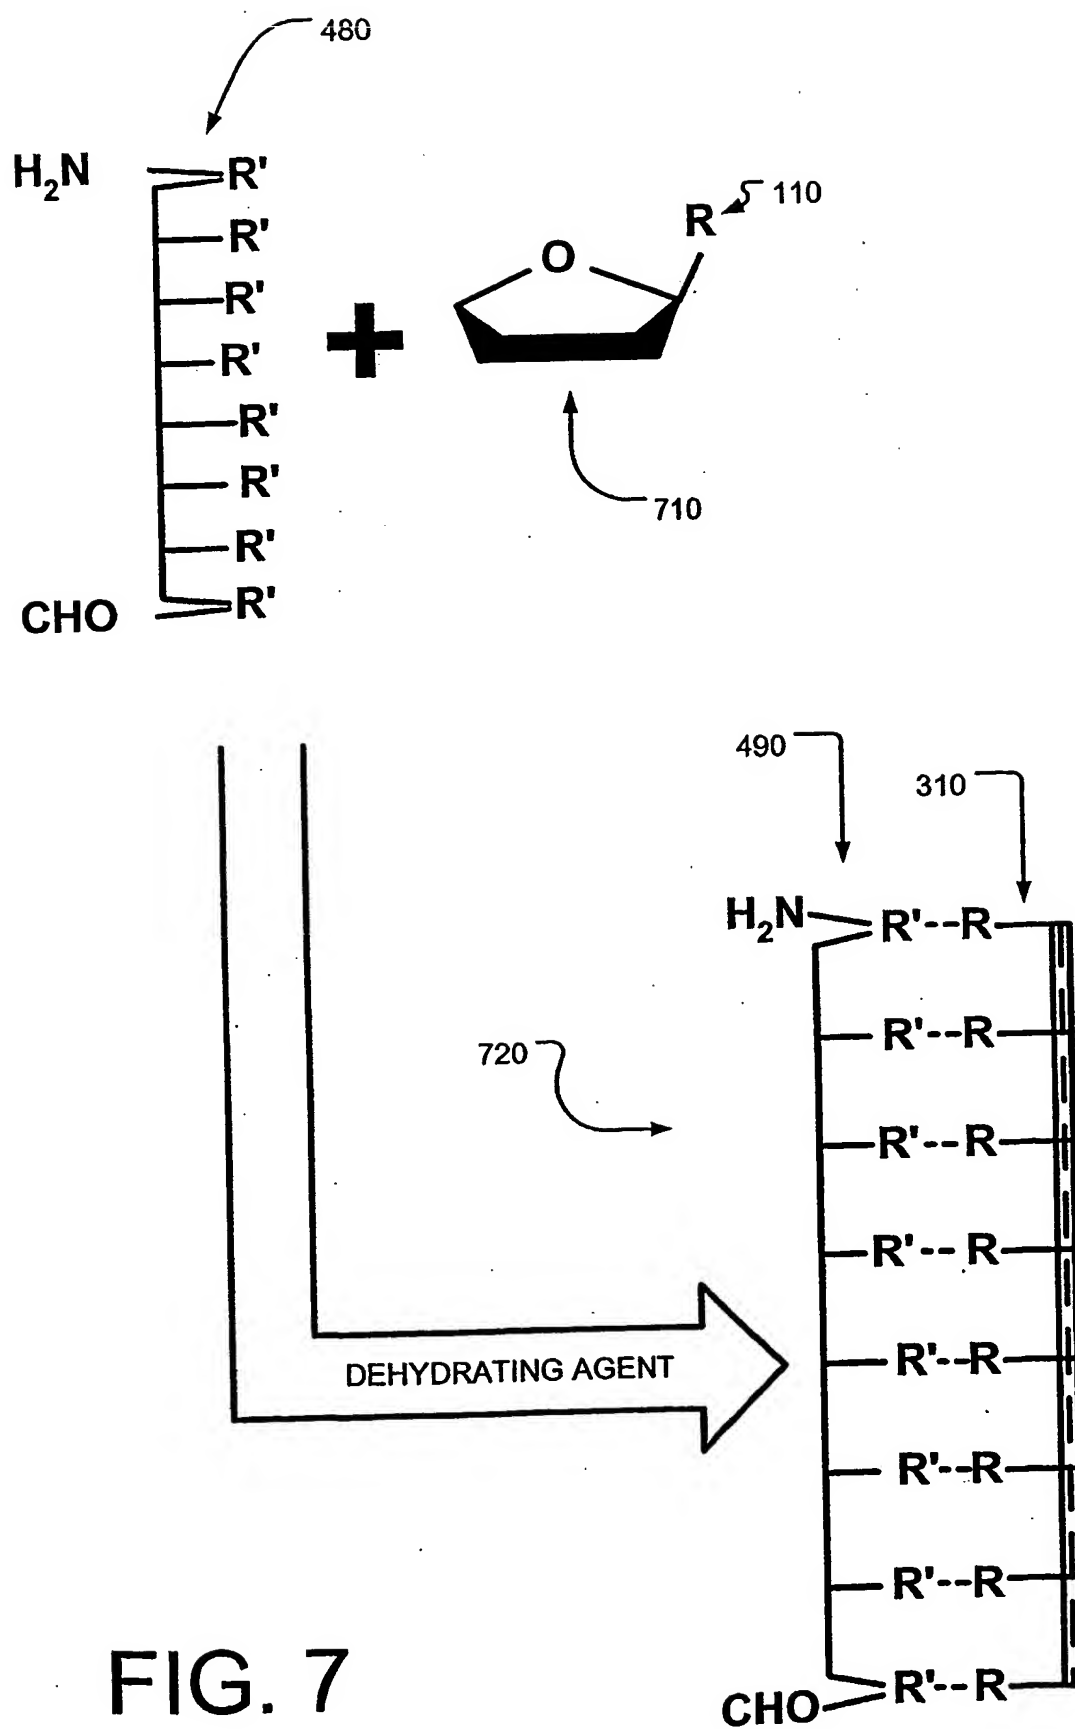 480
H₂N R'
R'
R'
R'
R'
R'
R'
CHO R'
+
O
R 110
710
490
310
720
H₂N R'--R
R'--R
R'--R
R'--R
R'--R
R'--R
R'--R
CHO R'--R
DEHYDRATING AGENT
FIG. 7